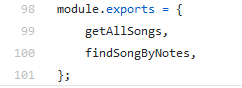 98 module.exports = {
99 getAllSongs,
100 findSongByNotes,
101 };